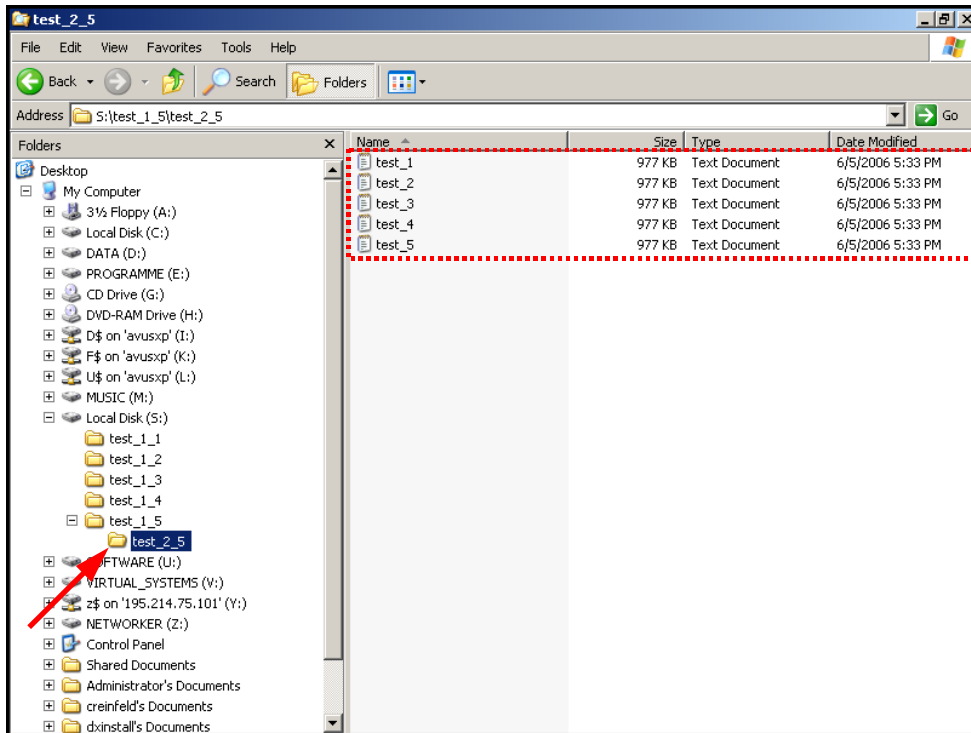 test_2_5
File Edit View Favorites Tools Help
Back Search Folders
Address S:\test_1_5\test_2_5 Go
Folders
Desktop
My Computer
3½ Floppy (A:)
Local Disk (C:)
DATA (D:)
PROGRAMME (E:)
CD Drive (G:)
DVD-RAM Drive (H:)
D$ on 'avusxp' (I:)
F$ on 'avusxp' (K:)
U$ on 'avusxp' (L:)
MUSIC (M:)
Local Disk (S:)
test_1_1
test_1_2
test_1_3
test_1_4
test_1_5
test_2_5
SOFTWARE (U:)
VIRTUAL_SYSTEMS (V:)
z$ on '195.214.75.101' (Y:)
NETWORKER (Z:)
Control Panel
Shared Documents
Administrator's Documents
creinfeld's Documents
dxinstall's Documents
Name Size Type Date Modified
test_1 977 KB Text Document 6/5/2006 5:33 PM
test_2 977 KB Text Document 6/5/2006 5:33 PM
test_3 977 KB Text Document 6/5/2006 5:33 PM
test_4 977 KB Text Document 6/5/2006 5:33 PM
test_5 977 KB Text Document 6/5/2006 5:33 PM